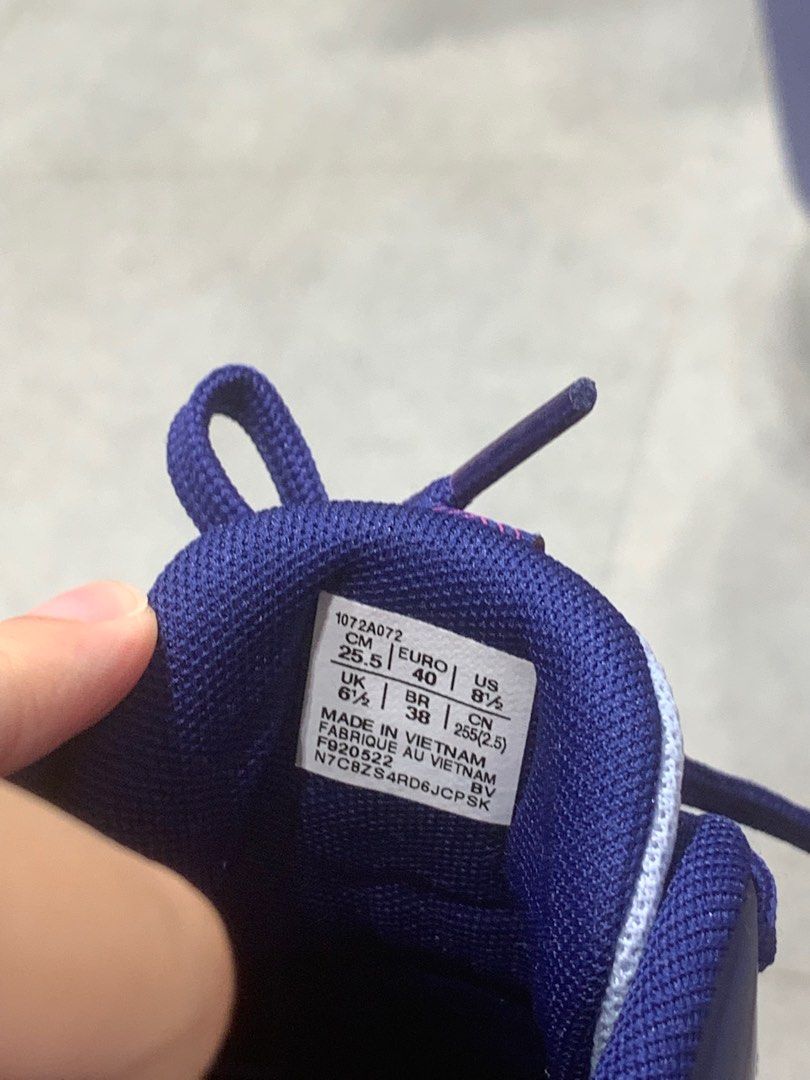 1072A072
CM EURO US
25.5 40 8½
UK BR CN
6½ 38 255(2.5)
MADE IN VIETNAM
FABRIQUE AU VIETNAM
F920522 BV
N7C8ZS4RD6JCPSK